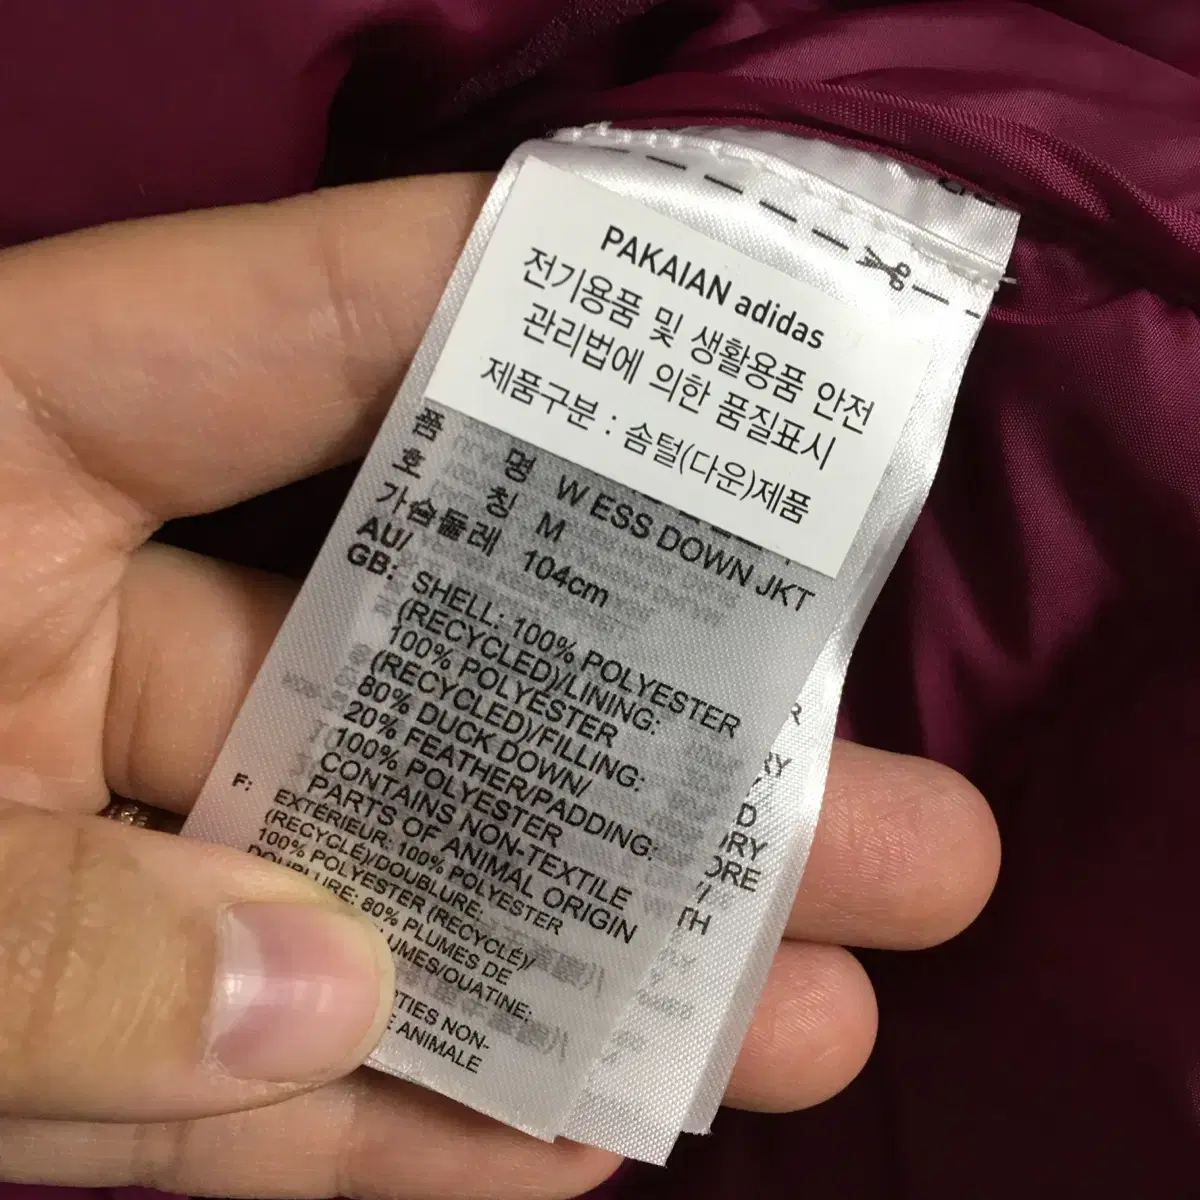 PAKAIAN adidas
전기용품 및 생활용품 안전
관리법에 의한 품질표시
제품구분 : 솜털(다운)제품
품 명 W ESS DOWN JKT
호 칭 M
가슴둘레 104cm
AU/
GB: SHELL: 100% POLYESTER
(RECYCLED)/LINING:
100% POLYESTER
(RECYCLED)/FILLING:
80% DUCK DOWN/
20% FEATHER/PADDING:
100% POLYESTER
CONTAINS NON-TEXTILE
PARTS OF ANIMAL ORIGIN
F: EXTÉRIEUR: 100% POLYESTER
(RECYCLÉ)/DOUBLURE:
100% POLYESTER (RECYCLÉ)/
DOUBLURE: 80% PLUMES DE
UMES/OUATINE:
RTIES NON-
E ANIMALE